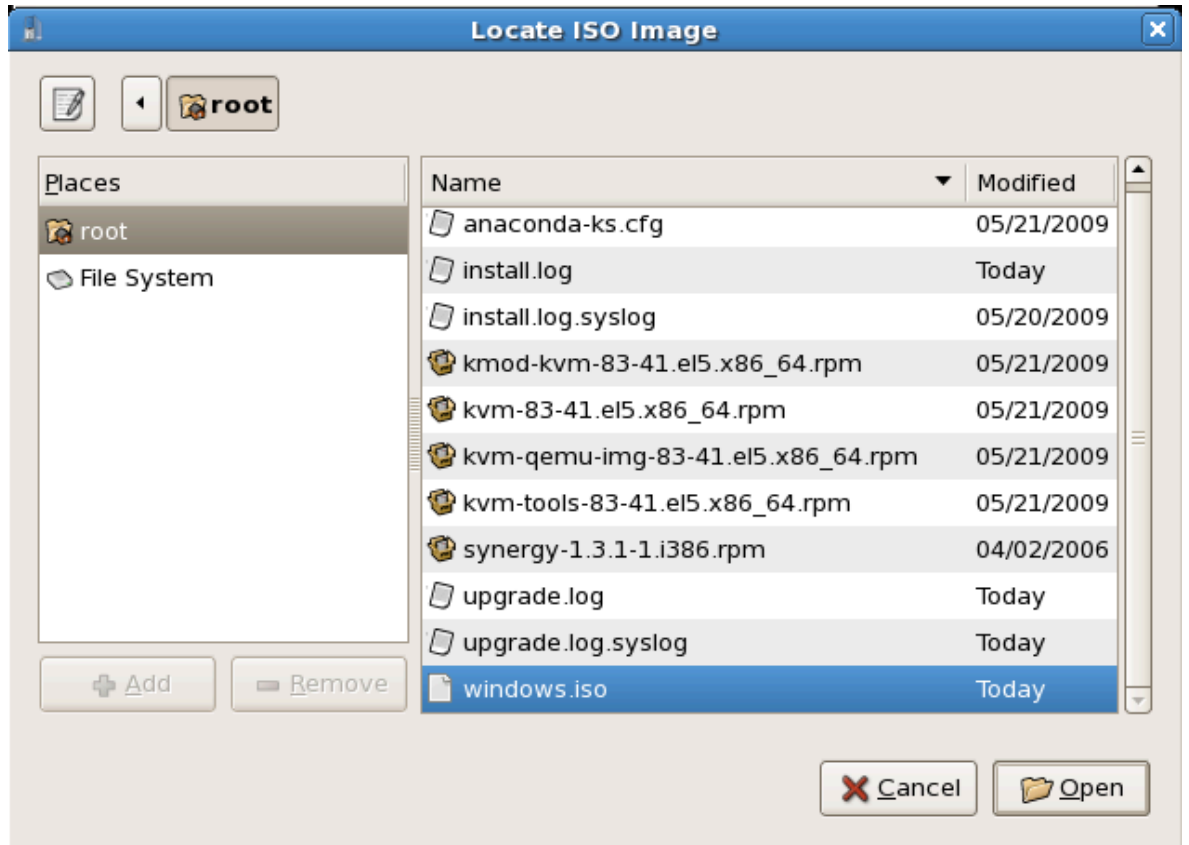 Locate ISO Image
root
Places
Name Modified
root
anaconda-ks.cfg 05/21/2009
File System
install.log Today
install.log.syslog 05/20/2009
kmod-kvm-83-41.el5.x86_64.rpm 05/21/2009
kvm-83-41.el5.x86_64.rpm 05/21/2009
kvm-qemu-img-83-41.el5.x86_64.rpm 05/21/2009
kvm-tools-83-41.el5.x86_64.rpm 05/21/2009
synergy-1.3.1-1.i386.rpm 04/02/2006
upgrade.log Today
upgrade.log.syslog Today
windows.iso Today
Add Remove
Cancel Open